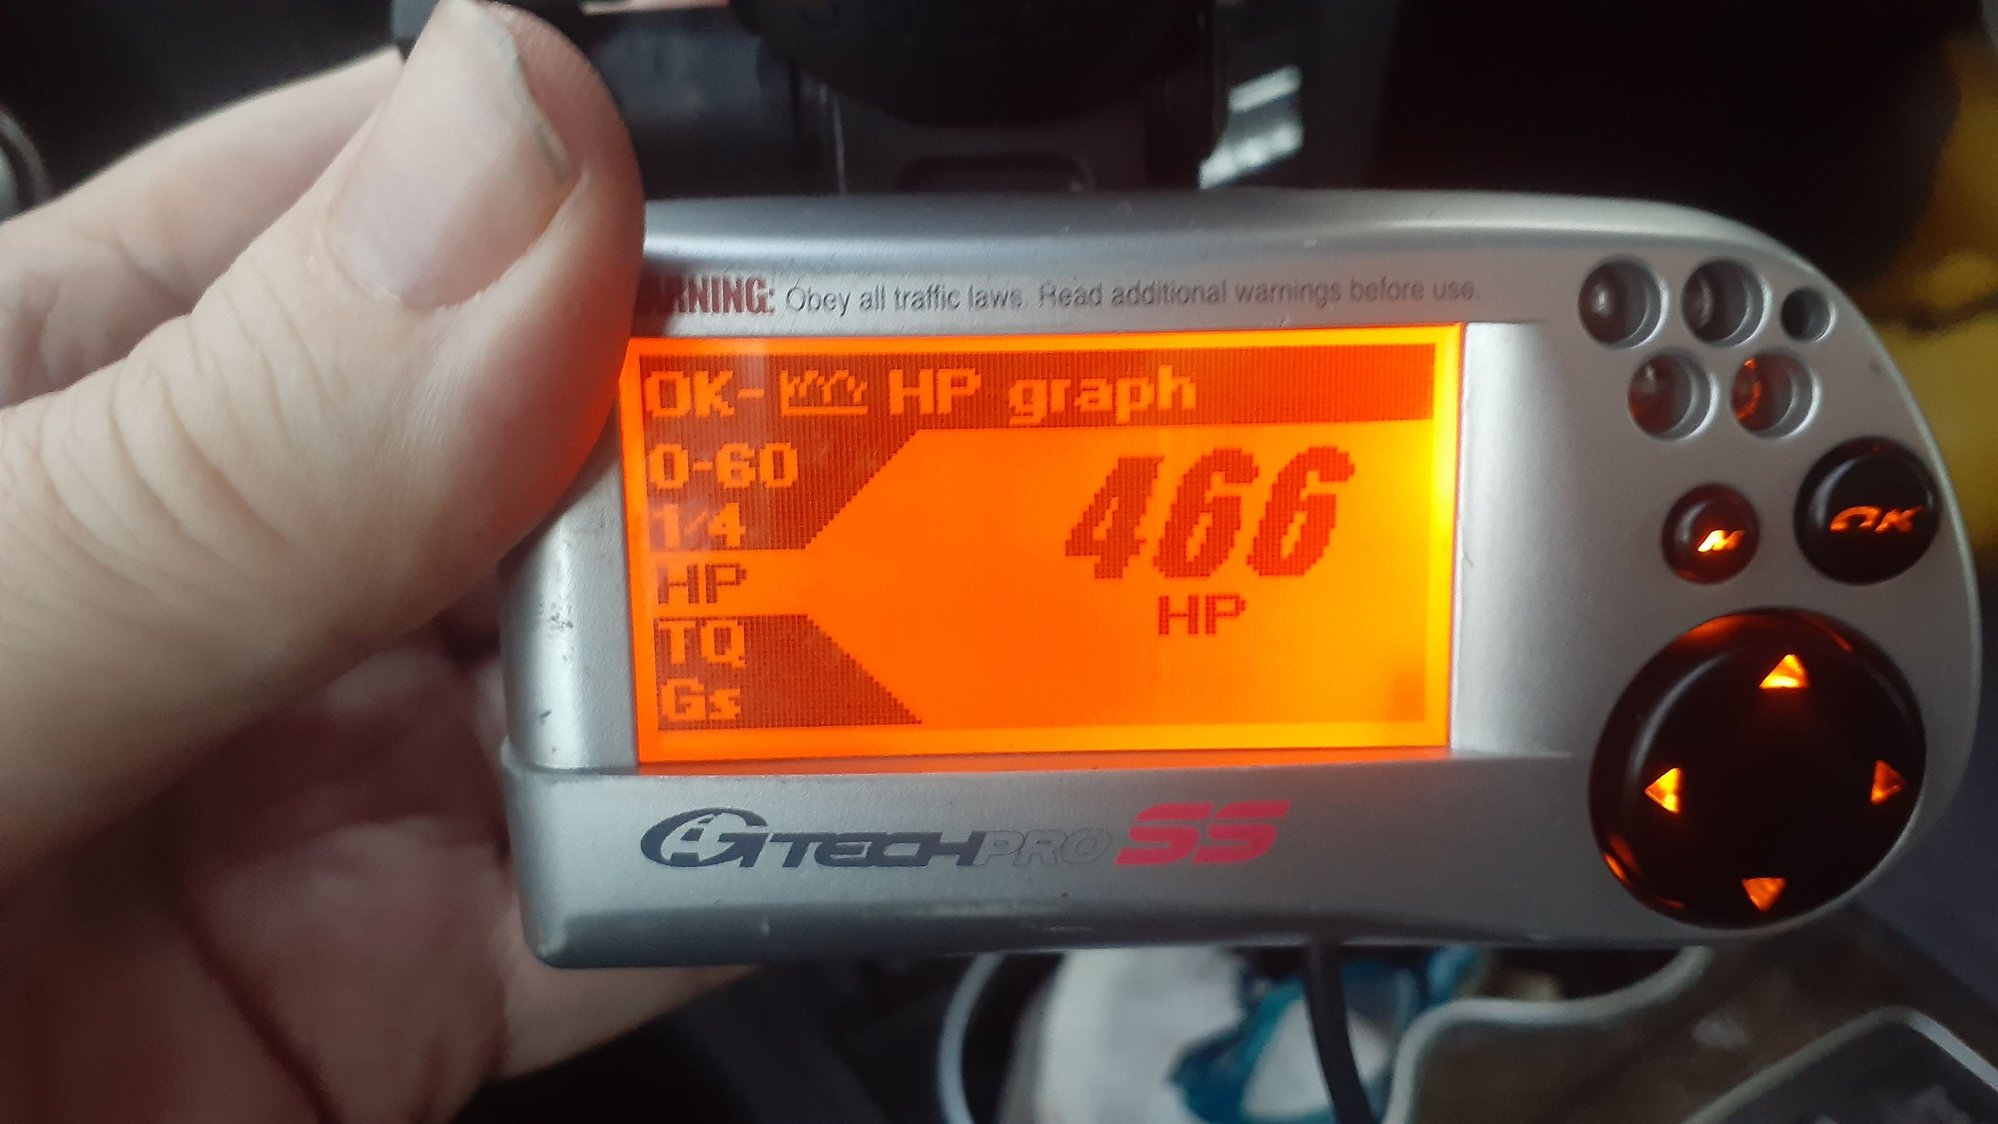 RNING: Obey all traffic laws. Read additional warnings before use.
OK- HP graph
0-60
1/4
HP
TQ
Gs
466
HP
GTECHPRO SS
OK